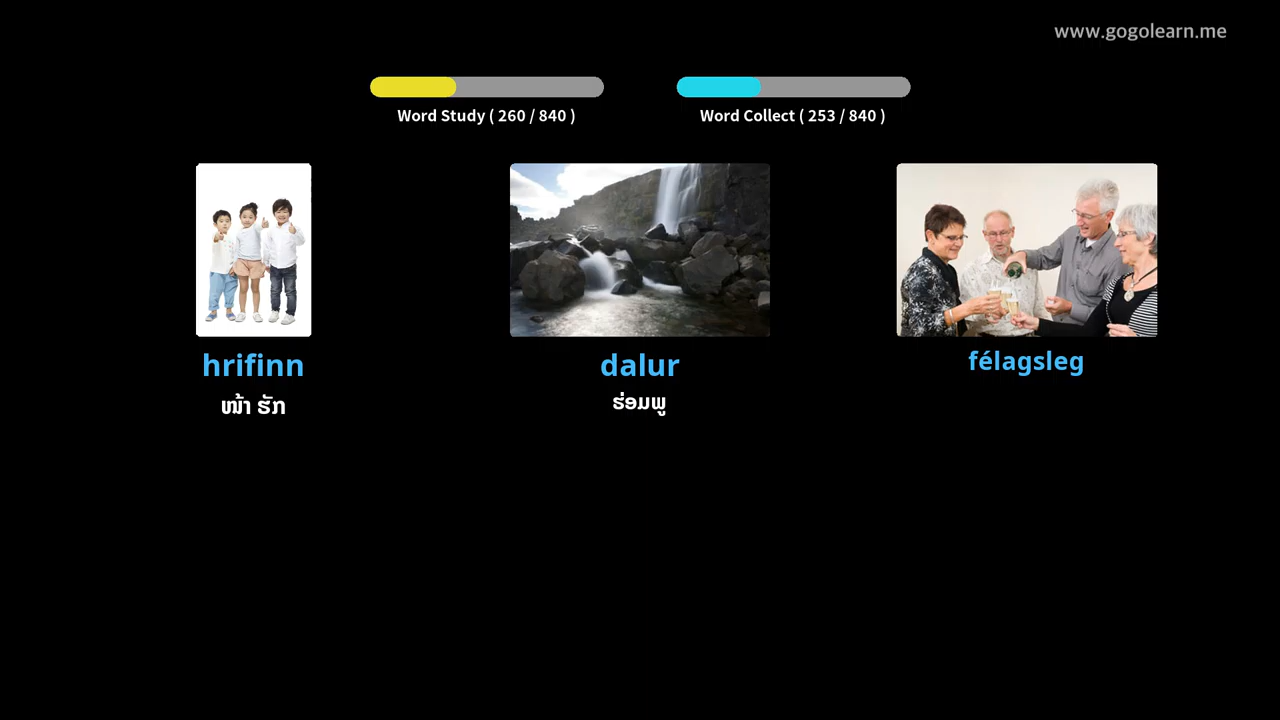 www.gogolearn.me
Word Study ( 260 / 840 )
Word Collect ( 253 / 840 )
hrifinn
ໜ້າ ຮັກ
dalur
ຮ່ອມພູ
félagsleg